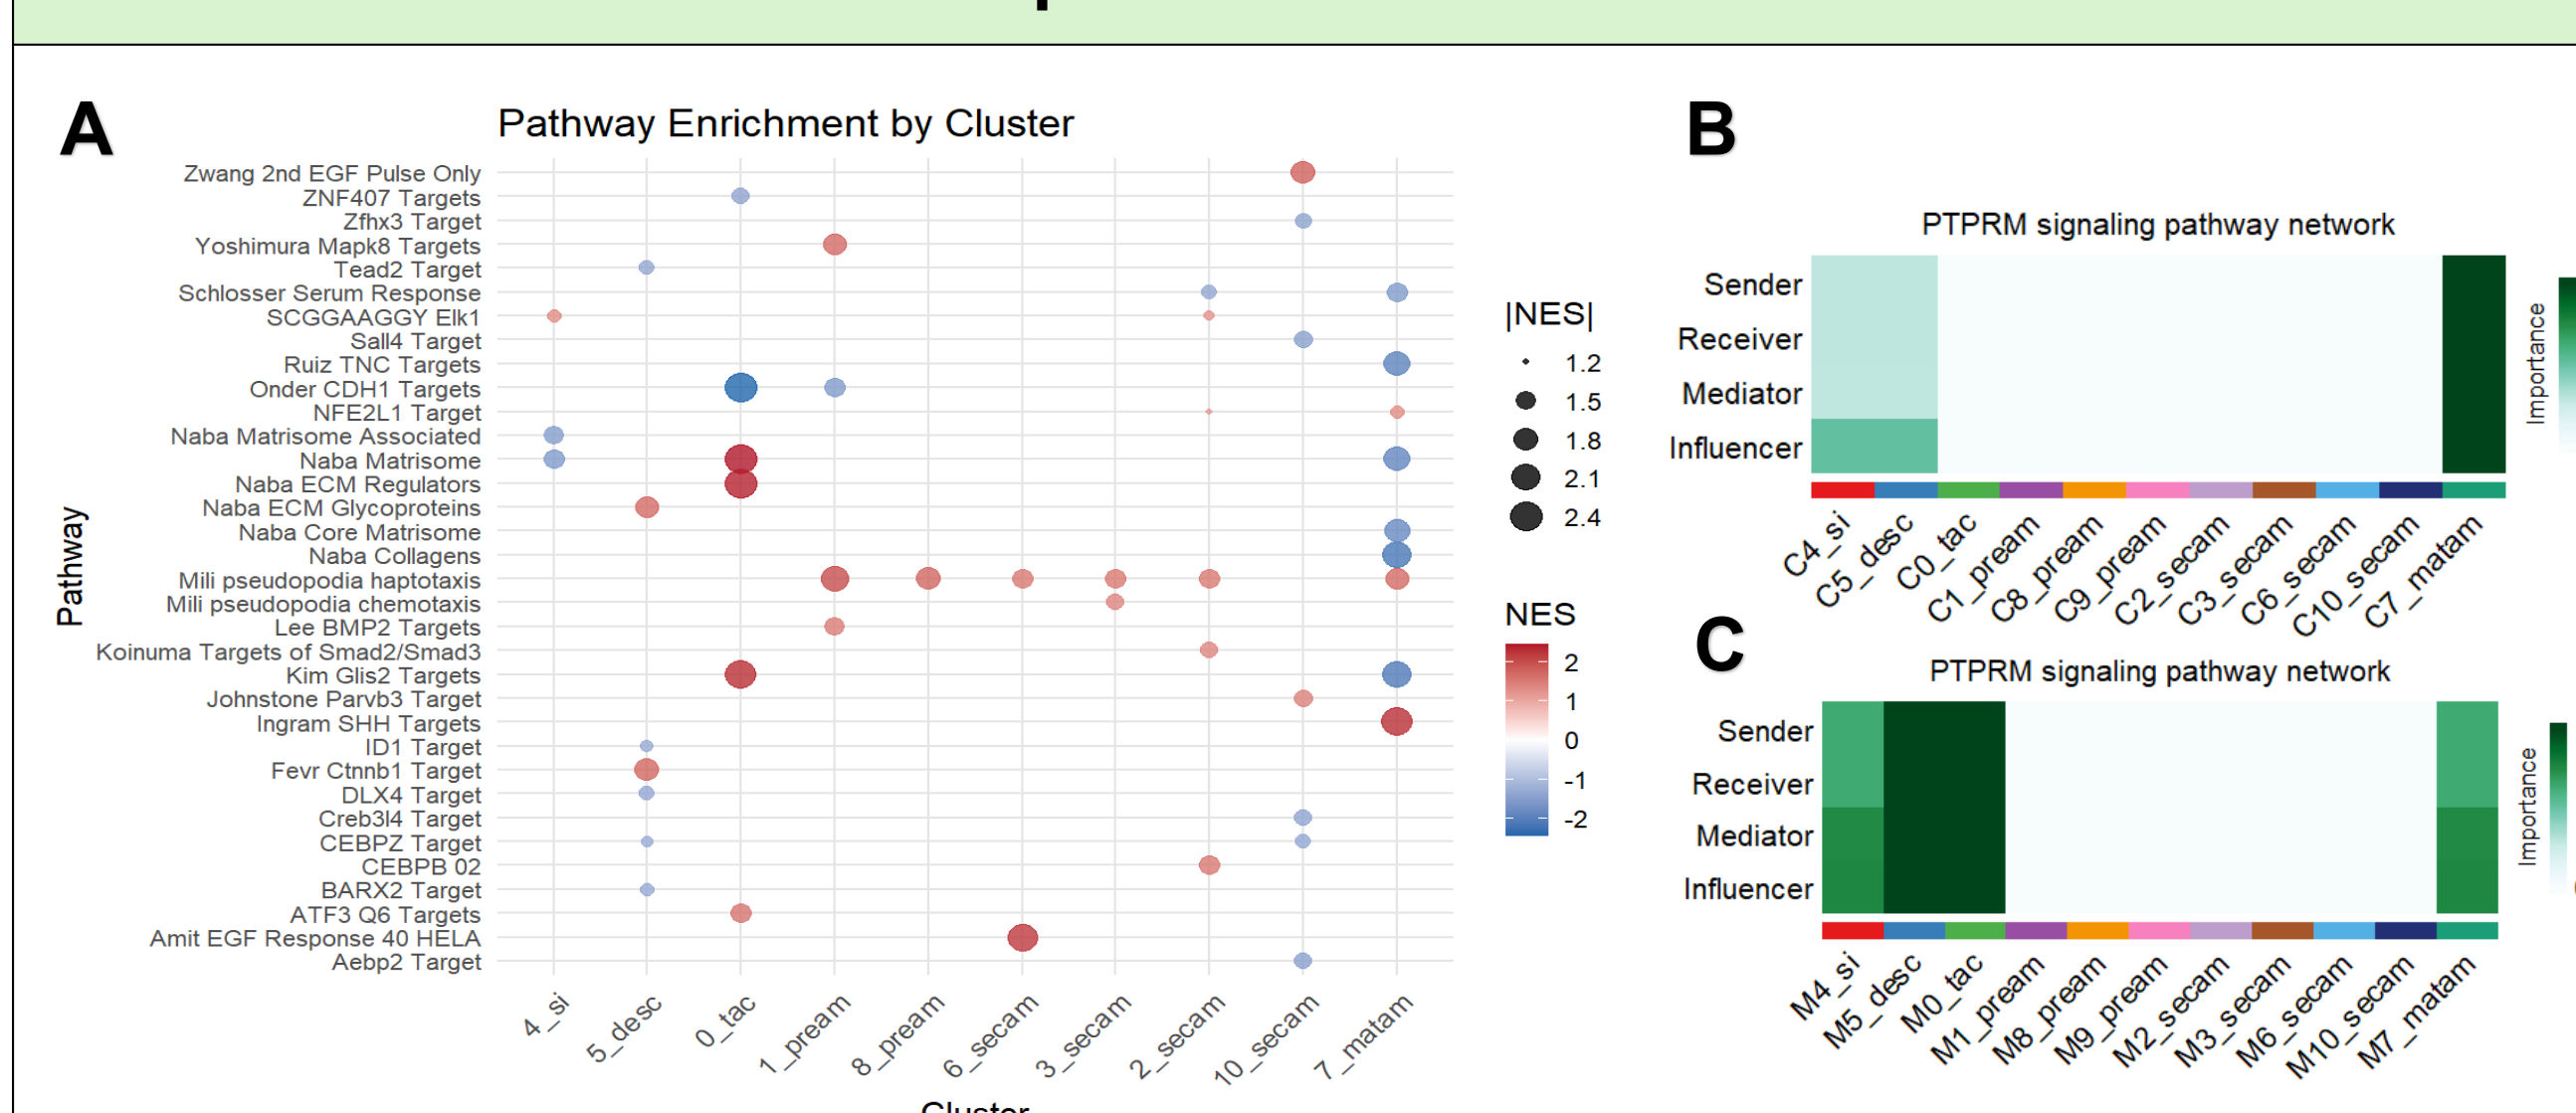 A
Pathway Enrichment by Cluster
Pathway
Zwang 2nd EGF Pulse Only
ZNF407 Targets
Zfhx3 Target
Yoshimura Mapk8 Targets
Tead2 Target
Schlosser Serum Response
SCGGAAGGY Elk1
Sall4 Target
Ruiz TNC Targets
Onder CDH1 Targets
NFE2L1 Target
Naba Matrisome Associated
Naba Matrisome
Naba ECM Regulators
Naba ECM Glycoproteins
Naba Core Matrisome
Naba Collagens
Mili pseudopodia haptotaxis
Mili pseudopodia chemotaxis
Lee BMP2 Targets
Koinuma Targets of Smad2/Smad3
Kim Glis2 Targets
Johnstone Parvb3 Target
Ingram SHH Targets
ID1 Target
Fevr Ctnnb1 Target
DLX4 Target
Creb3l4 Target
CEBPZ Target
CEBPB 02
BARX2 Target
ATF3 Q6 Targets
Amit EGF Response 40 HELA
Aebp2 Target
4_si
5_desc
0_tac
1_pream
8_pream
6_secam
3_secam
2_secam
10_secam
7_matam
Cluster
|NES|
1.2
1.5
1.8
2.1
2.4
NES
2
1
0
-1
-2
B
PTPRM signaling pathway network
Sender
Receiver
Mediator
Influencer
Importance
C4_si
C5_desc
C0_tac
C1_pream
C8_pream
C9_pream
C2_secam
C3_secam
C6_secam
C10_secam
C7_matam
C
PTPRM signaling pathway network
Sender
Receiver
Mediator
Influencer
Importance
M4_si
M5_desc
M0_tac
M1_pream
M8_pream
M9_pream
M2_secam
M3_secam
M6_secam
M10_secam
M7_matam